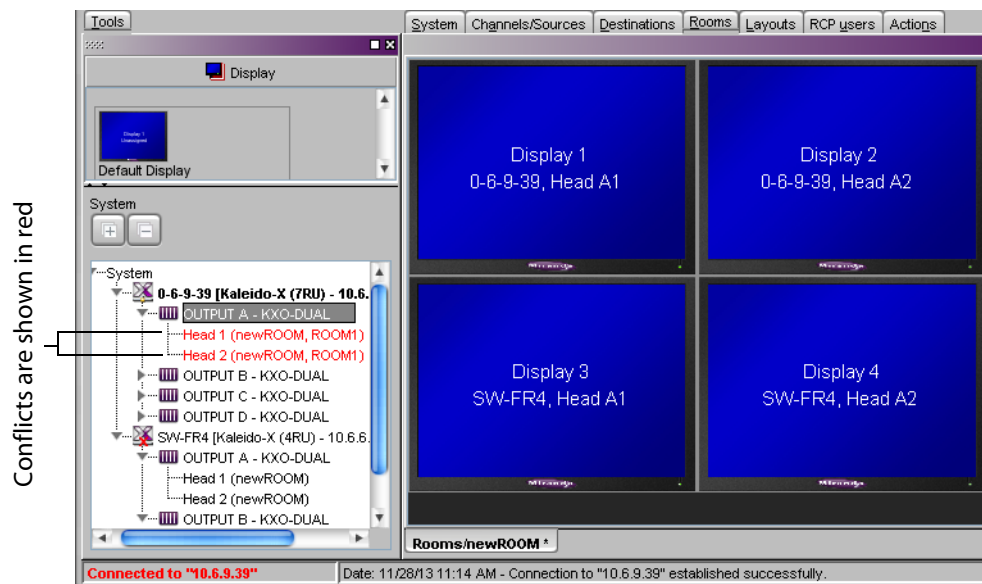 Tools
System
Channels/Sources
Destinations
Rooms
Layouts
RCP users
Actions
Display
Display 1
Unassigned
Default Display
System
System
0-6-9-39 [Kaleido-X (7RU) - 10.6.
OUTPUT A - KXO-DUAL
Head 1 (newROOM, ROOM1)
Head 2 (newROOM, ROOM1)
OUTPUT B - KXO-DUAL
OUTPUT C - KXO-DUAL
OUTPUT D - KXO-DUAL
SW-FR4 [Kaleido-X (4RU) - 10.6.6.
OUTPUT A - KXO-DUAL
Head 1 (newROOM)
Head 2 (newROOM)
OUTPUT B - KXO-DUAL
Conflicts are shown in red
Display 1
0-6-9-39, Head A1
Miranda
Display 2
0-6-9-39, Head A2
Miranda
Display 3
SW-FR4, Head A1
Miranda
Display 4
SW-FR4, Head A2
Miranda
Rooms/newROOM *
Connected to "10.6.9.39"
Date: 11/28/13 11:14 AM - Connection to "10.6.9.39" established successfully.